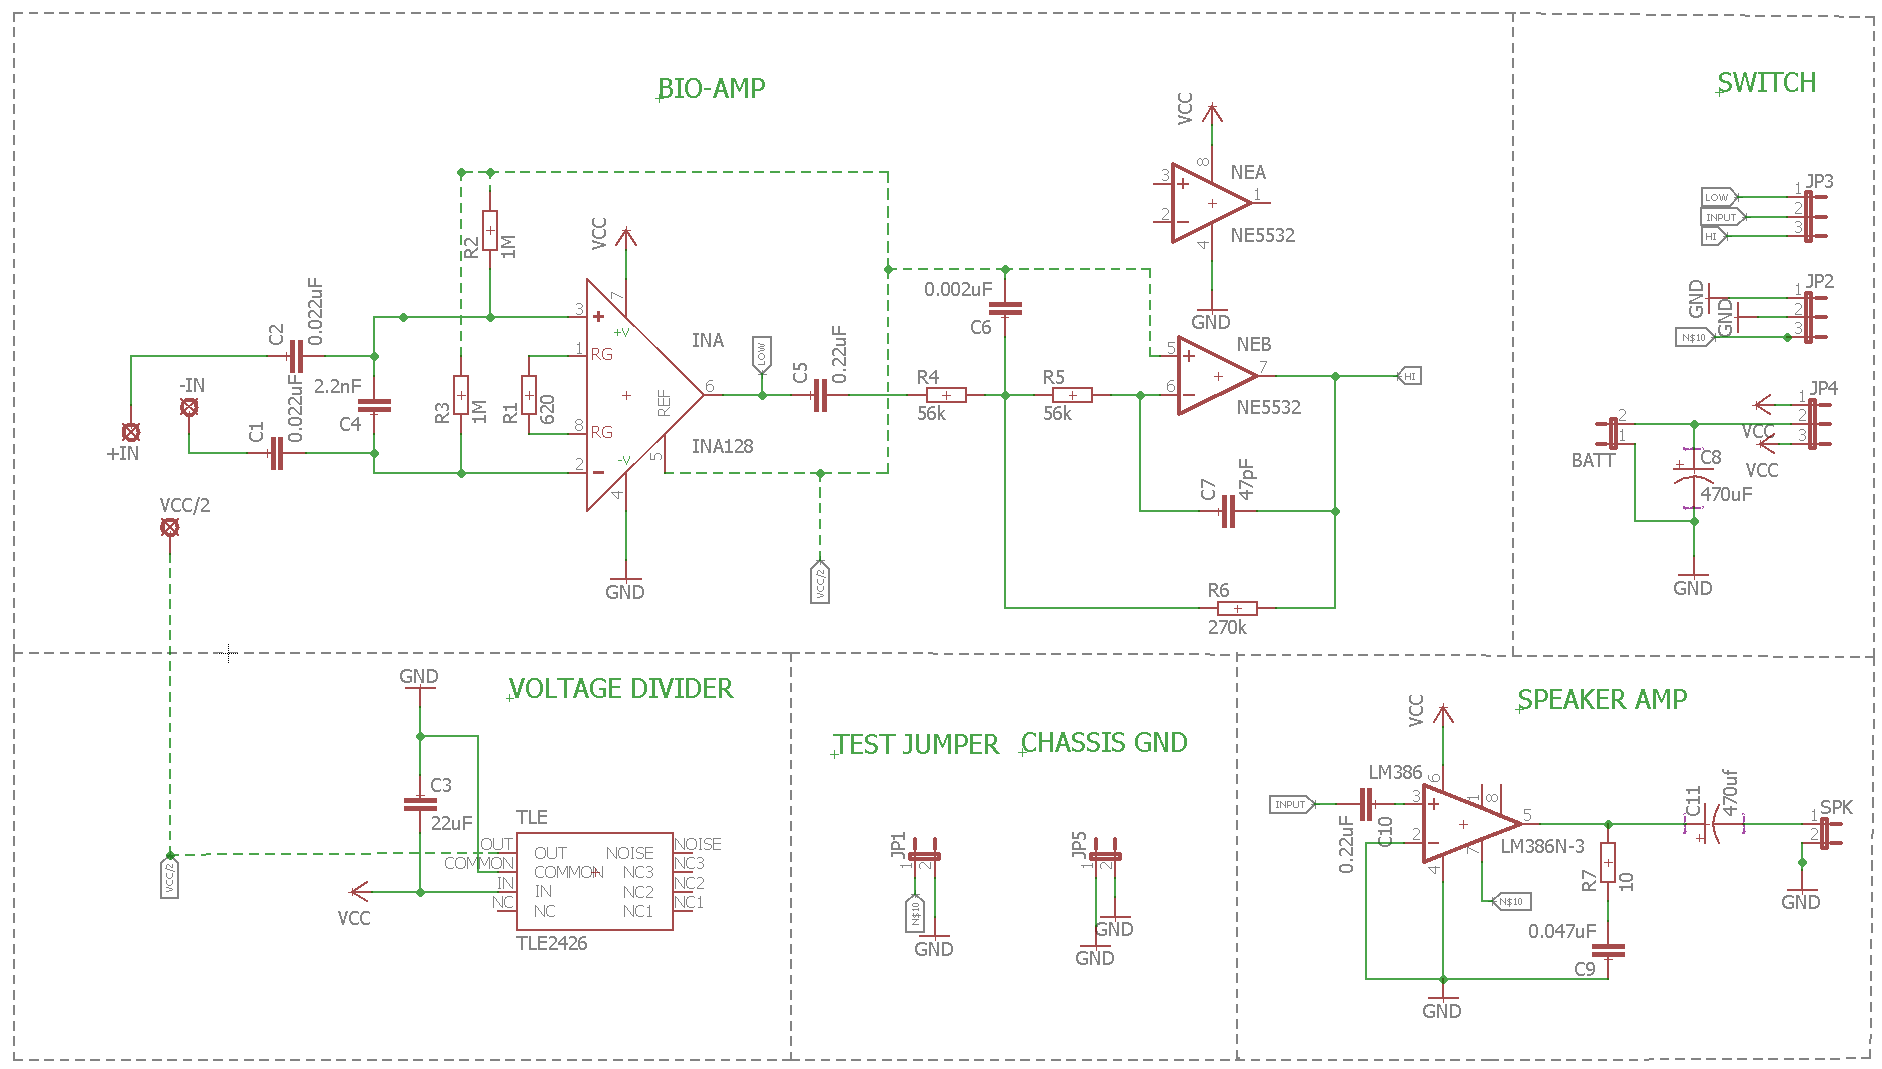 BIO-AMP
C2
0.022uF
-IN
+IN
C1
0.022uF
2.2nF
C4
VCC/2
R2
1M
R3
1M
R1
620
VCC
7
3
+V
1
RG
8
RG
2
-V
4
5
REF
6
INA
INA128
GND
LOW
C5
0.22uF
VCC/2
0.002uF
C6
R4
56k
R5
56k
VCC
8
3
2
1
4
NEA
NE5532
GND
5
6
7
NEB
NE5532
HI
C7
47pF
R6
270k
SWITCH
JP3
LOW
1
INPUT
2
HI
3
JP2
GND
1
GND
2
N$10
3
JP4
1
2
3
VCC
VCC
BATT
2
1
C8
470uF
GND
VOLTAGE DIVIDER
GND
C3
22uF
VCC
VCC/2
TLE
OUT
COMMON
IN
NC
OUT
COMMON
IN
NC
NOISE
NC3
NC2
NC1
NOISE
NC3
NC2
NC1
TLE2426
TEST JUMPER
JP1
1
2
N$10
GND
CHASSIS GND
JP5
1
2
GND
GND
SPEAKER AMP
VCC
LM386
INPUT
0.22uF
C10
3
2
6
1
8
5
7
4
LM386N-3
N$10
R7
10
0.047uF
C9
GND
C11
470uf
SPK
1
2
GND